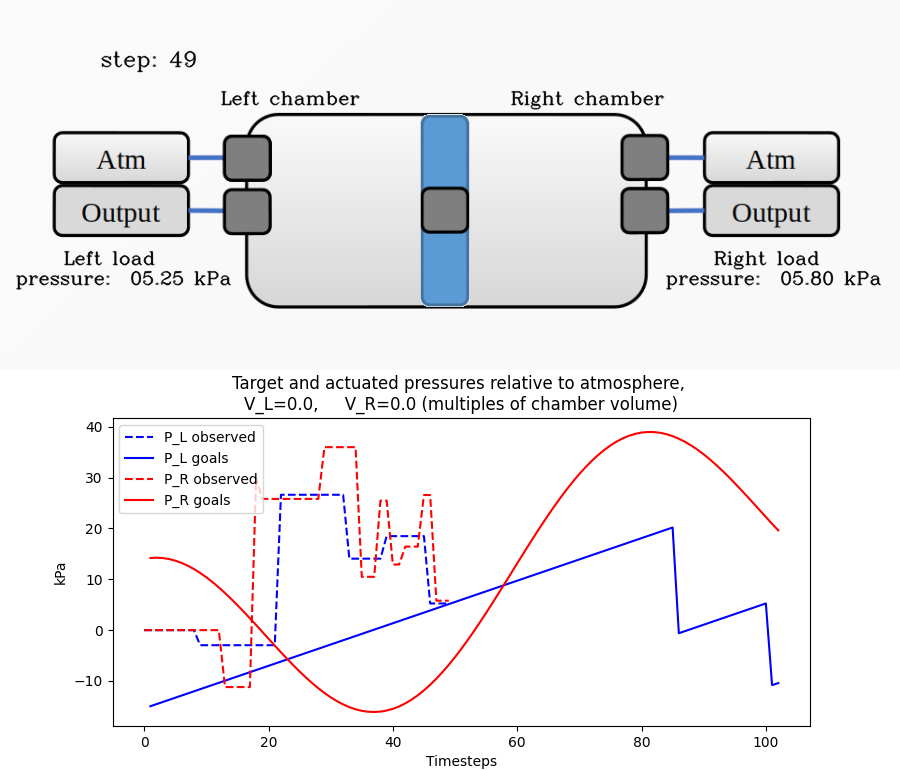 step: 49
Left chamber
Right chamber
Atm
Atm
Output
Output
Left load
pressure: 05.25 kPa
Right load
pressure: 05.80 kPa
Target and actuated pressures relative to atmosphere,
V_L=0.0, V_R=0.0 (multiples of chamber volume)
P_L observed
P_L goals
P_R observed
P_R goals
kPa
40
30
20
10
0
−10
0 20 40 60 80 100
Timesteps